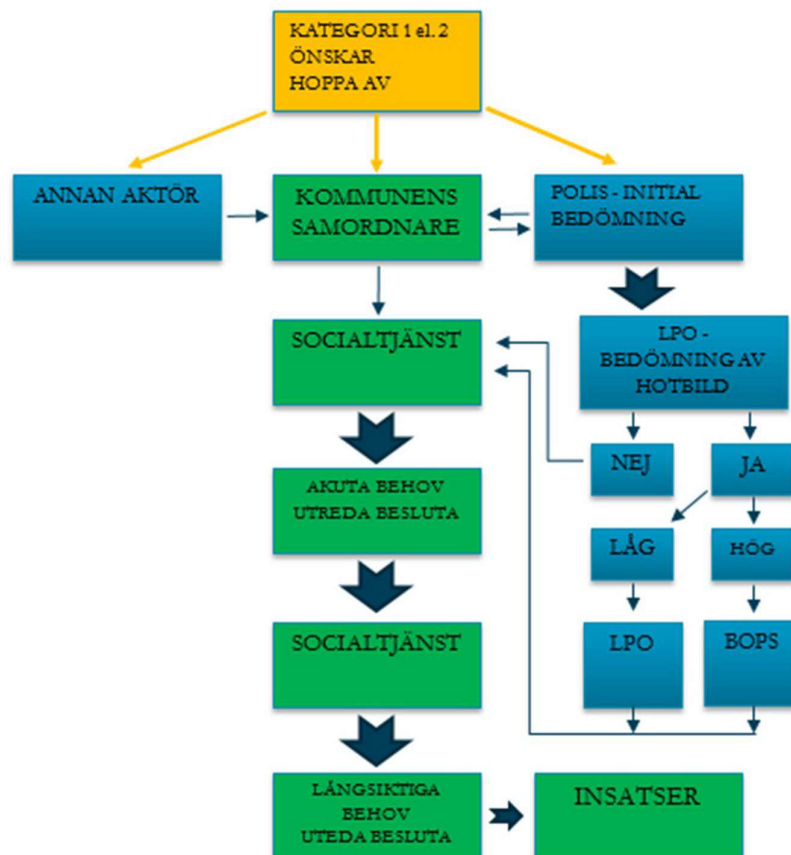 KATEGORI 1 el. 2
ÖNSKAR
HOPPA AV
ANNAN AKTÖR
KOMMUNENS
SAMORDNARE
POLIS - INITIAL
BEDÖMNING
SOCIALTJÄNST
LPO -
BEDÖMNING AV
HOTBILD
NEJ
JA
AKUTA BEHOV
UTREDA BESLUTA
LÅG
HÖG
SOCIALTJÄNST
LPO
BOPS
LÅNGSIKTIGA
BEHOV
UTEDA BESLUTA
INSATSER